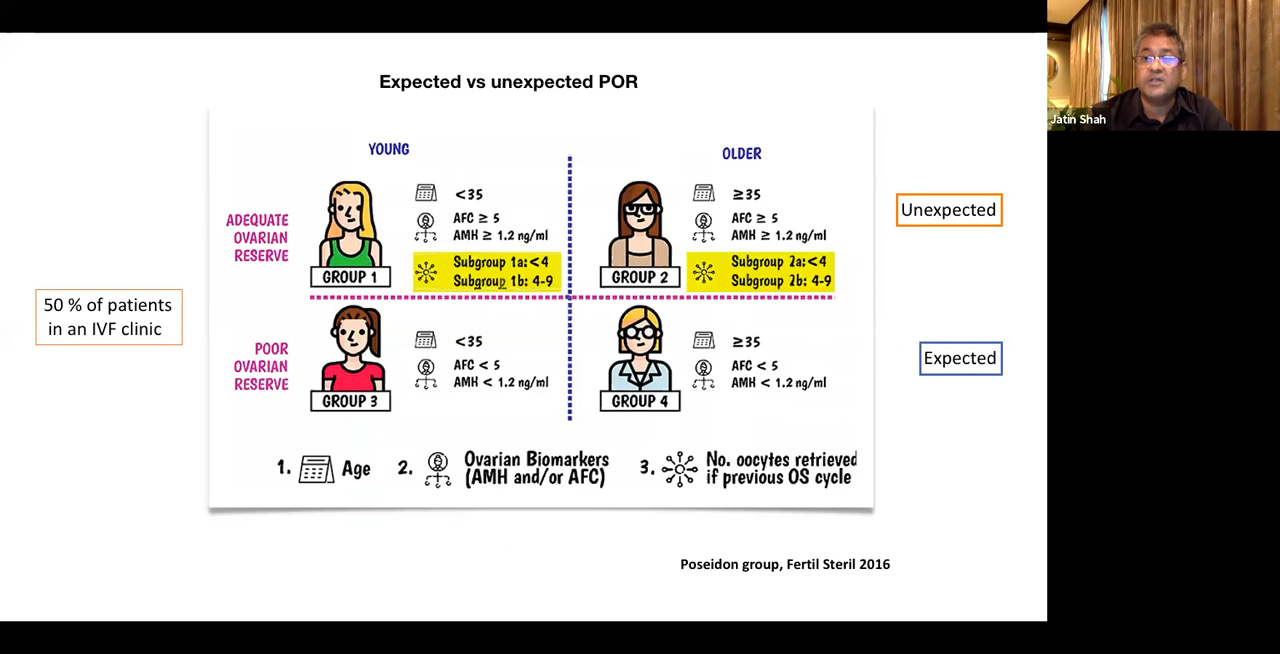 Expected vs unexpected POR
Jatin Shah
YOUNG
OLDER
ADEQUATE
OVARIAN
RESERVE
<35
AFC ≥ 5
AMH ≥ 1.2 ng/ml
Subgroup 1a: <4
Subgroup 1b: 4-9
GROUP 1
≥35
AFC ≥ 5
AMH ≥ 1.2 ng/ml
Subgroup 2a: <4
Subgroup 2b: 4-9
GROUP 2
Unexpected
50 % of patients
in an IVF clinic
POOR
OVARIAN
RESERVE
<35
AFC < 5
AMH < 1.2 ng/ml
GROUP 3
≥35
AFC < 5
AMH < 1.2 ng/ml
GROUP 4
Expected
1. Age
2. Ovarian Biomarkers
(AMH and/or AFC)
3. No. oocytes retrieved
if previous OS cycle
Poseidon group, Fertil Steril 2016